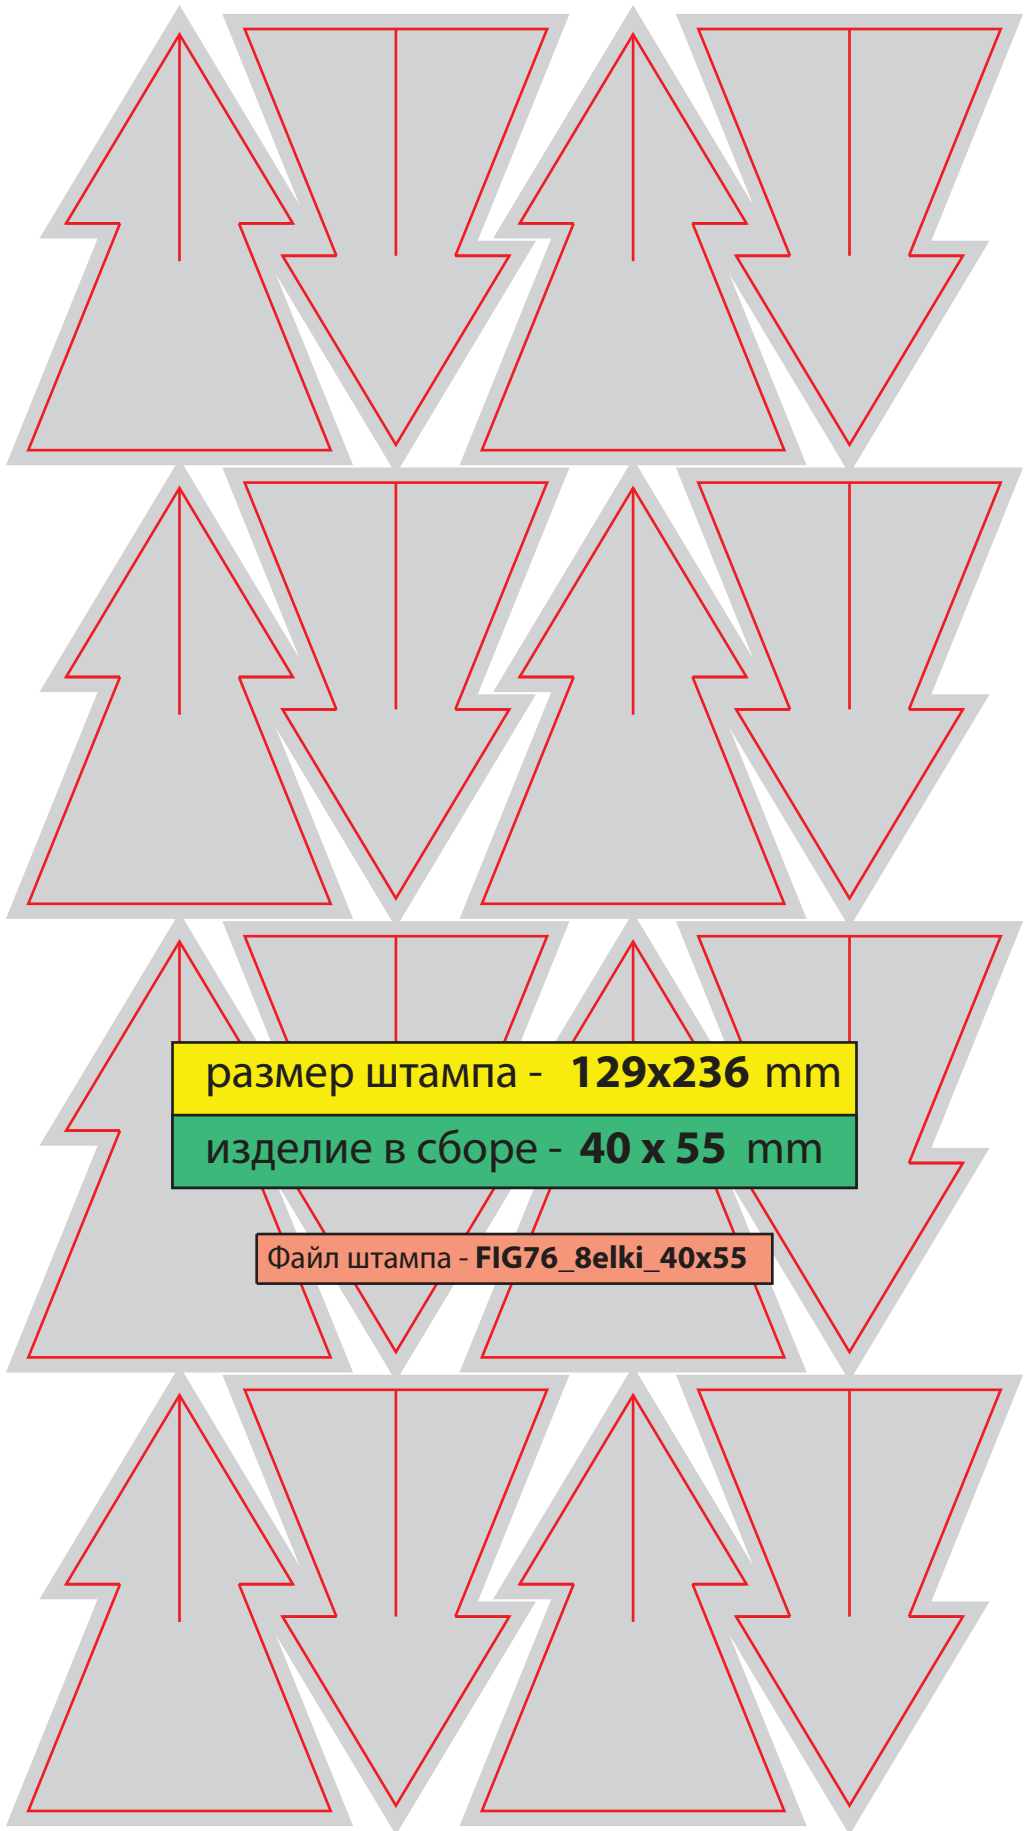 размер штампа - 129x236 mm
изделие в сборе - 40 x 55 mm
Файл штампа - FIG76_8elki_40x55